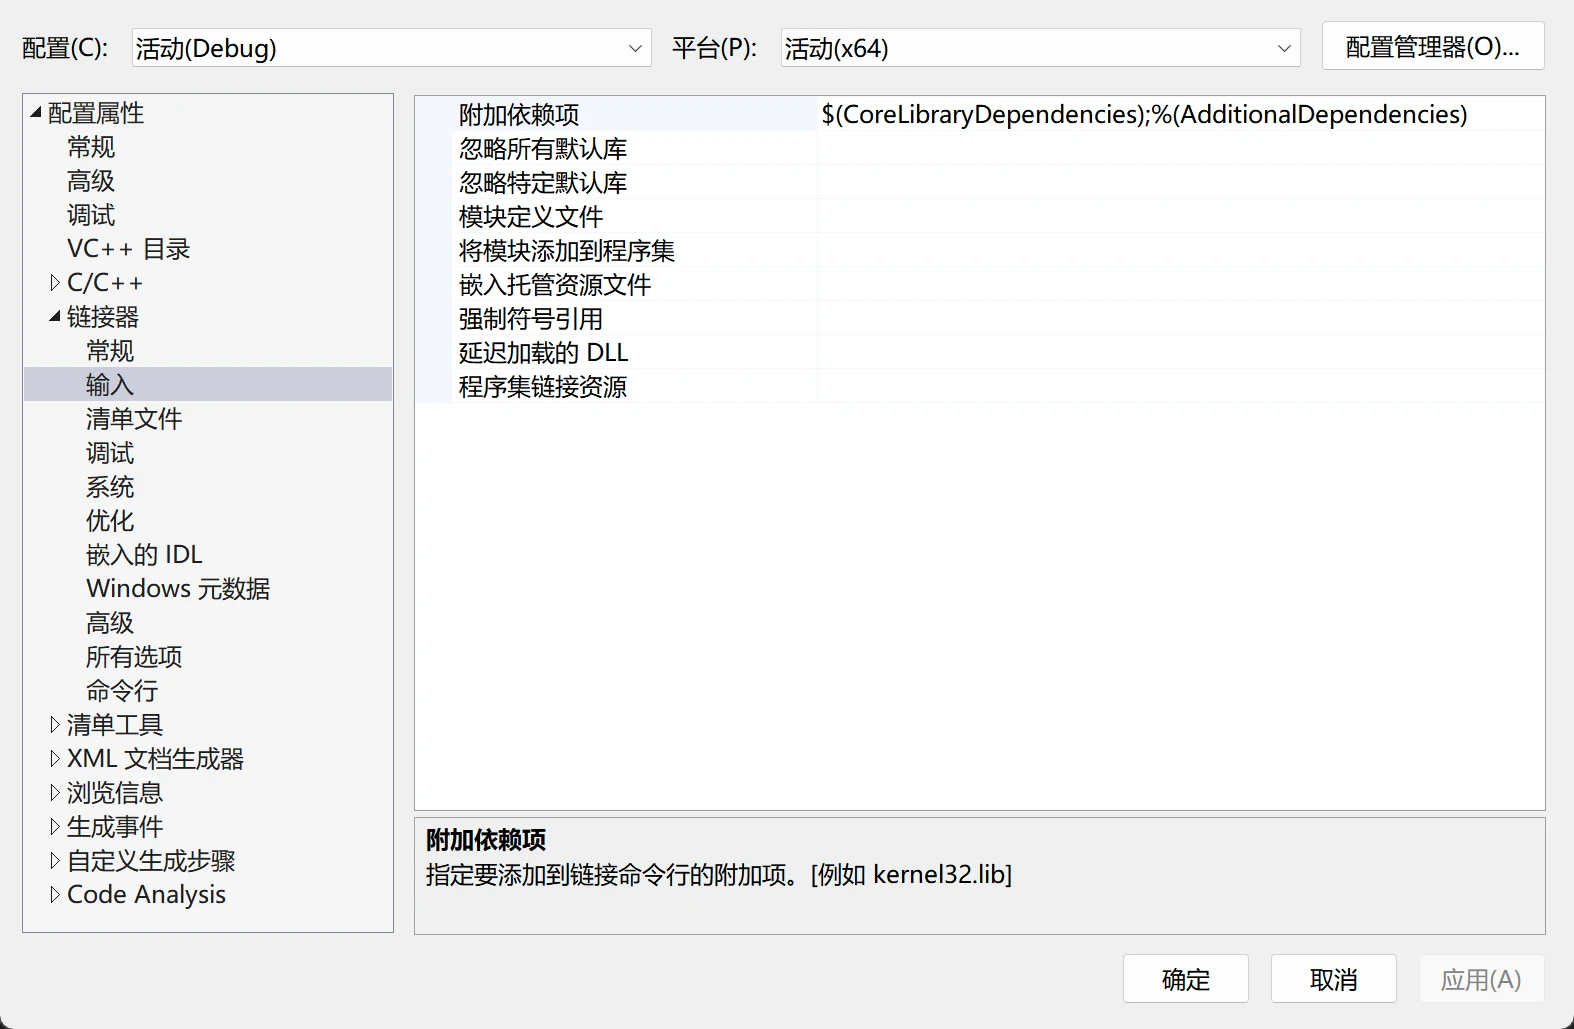 配置(C): 活动(Debug) 平台(P): 活动(x64) 配置管理器(O)...
配置属性
常规
高级
调试
VC++ 目录
C/C++
链接器
常规
输入
清单文件
调试
系统
优化
嵌入的 IDL
Windows 元数据
高级
所有选项
命令行
清单工具
XML 文档生成器
浏览信息
生成事件
自定义生成步骤
Code Analysis
附加依赖项 $(CoreLibraryDependencies);%(AdditionalDependencies)
忽略所有默认库
忽略特定默认库
模块定义文件
将模块添加到程序集
嵌入托管资源文件
强制符号引用
延迟加载的 DLL
程序集链接资源
附加依赖项
指定要添加到链接命令行的附加项。[例如 kernel32.lib]
确定 取消 应用(A)